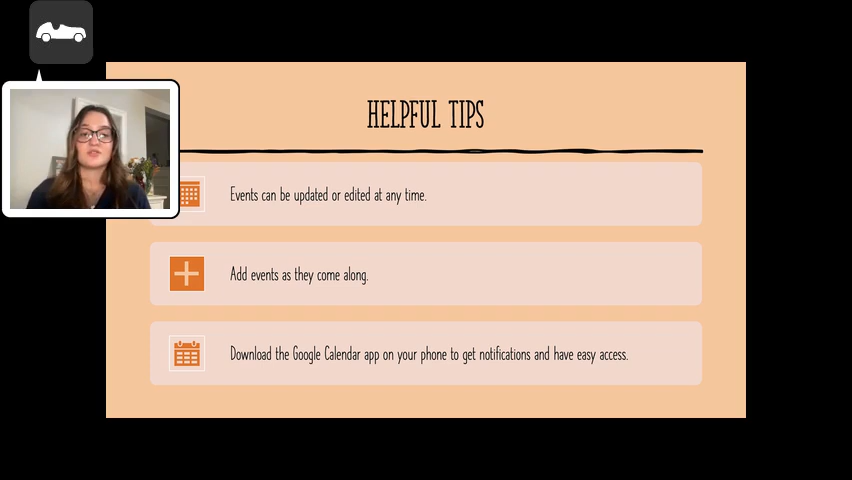 HELPFUL TIPS
Events can be updated or edited at any time.
Add events as they come along.
Download the Google Calendar app on your phone to get notifications and have easy access.